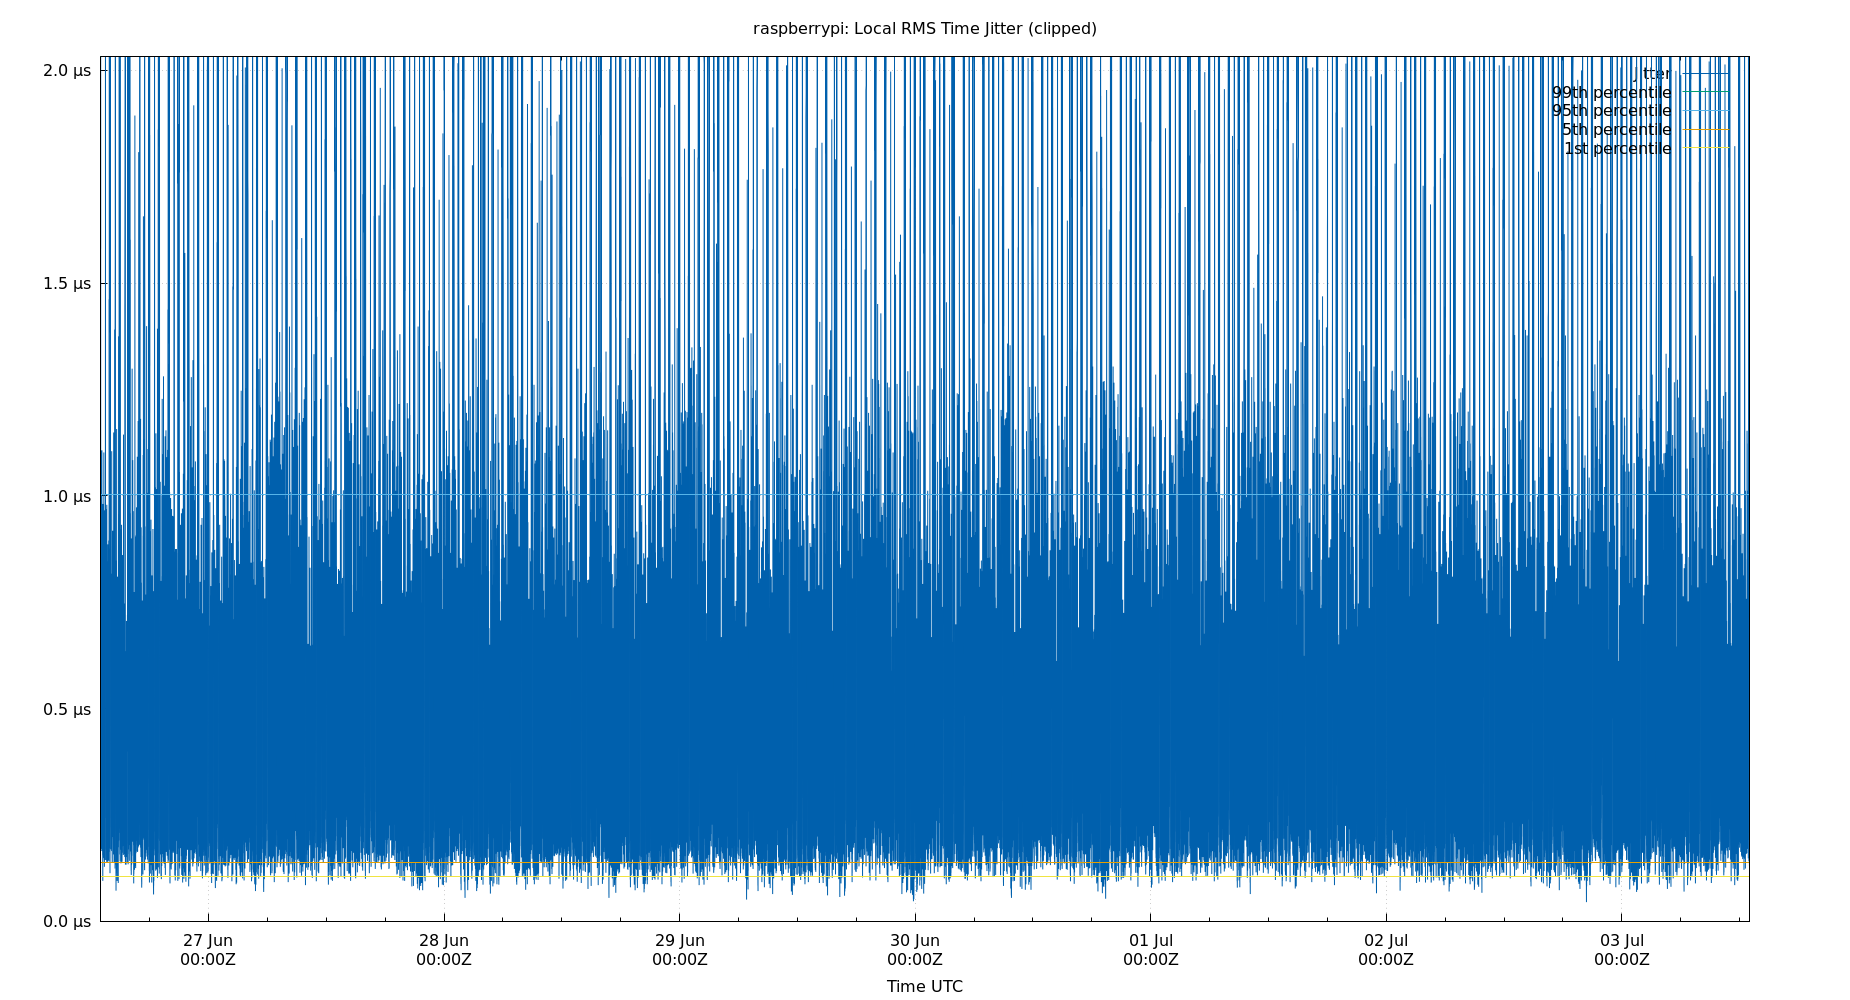 raspberrypi: Local RMS Time Jitter (clipped)
2.0 µs
jitter
99th percentile
95th percentile
5th percentile
1st percentile
1.5 µs
1.0 µs
0.5 µs
0.0 µs
27 Jun 28 Jun 29 Jun 30 Jun 01 Jul 02 Jul 03 Jul
00:00Z 00:00Z 00:00Z 00:00Z 00:00Z 00:00Z 00:00Z
Time UTC